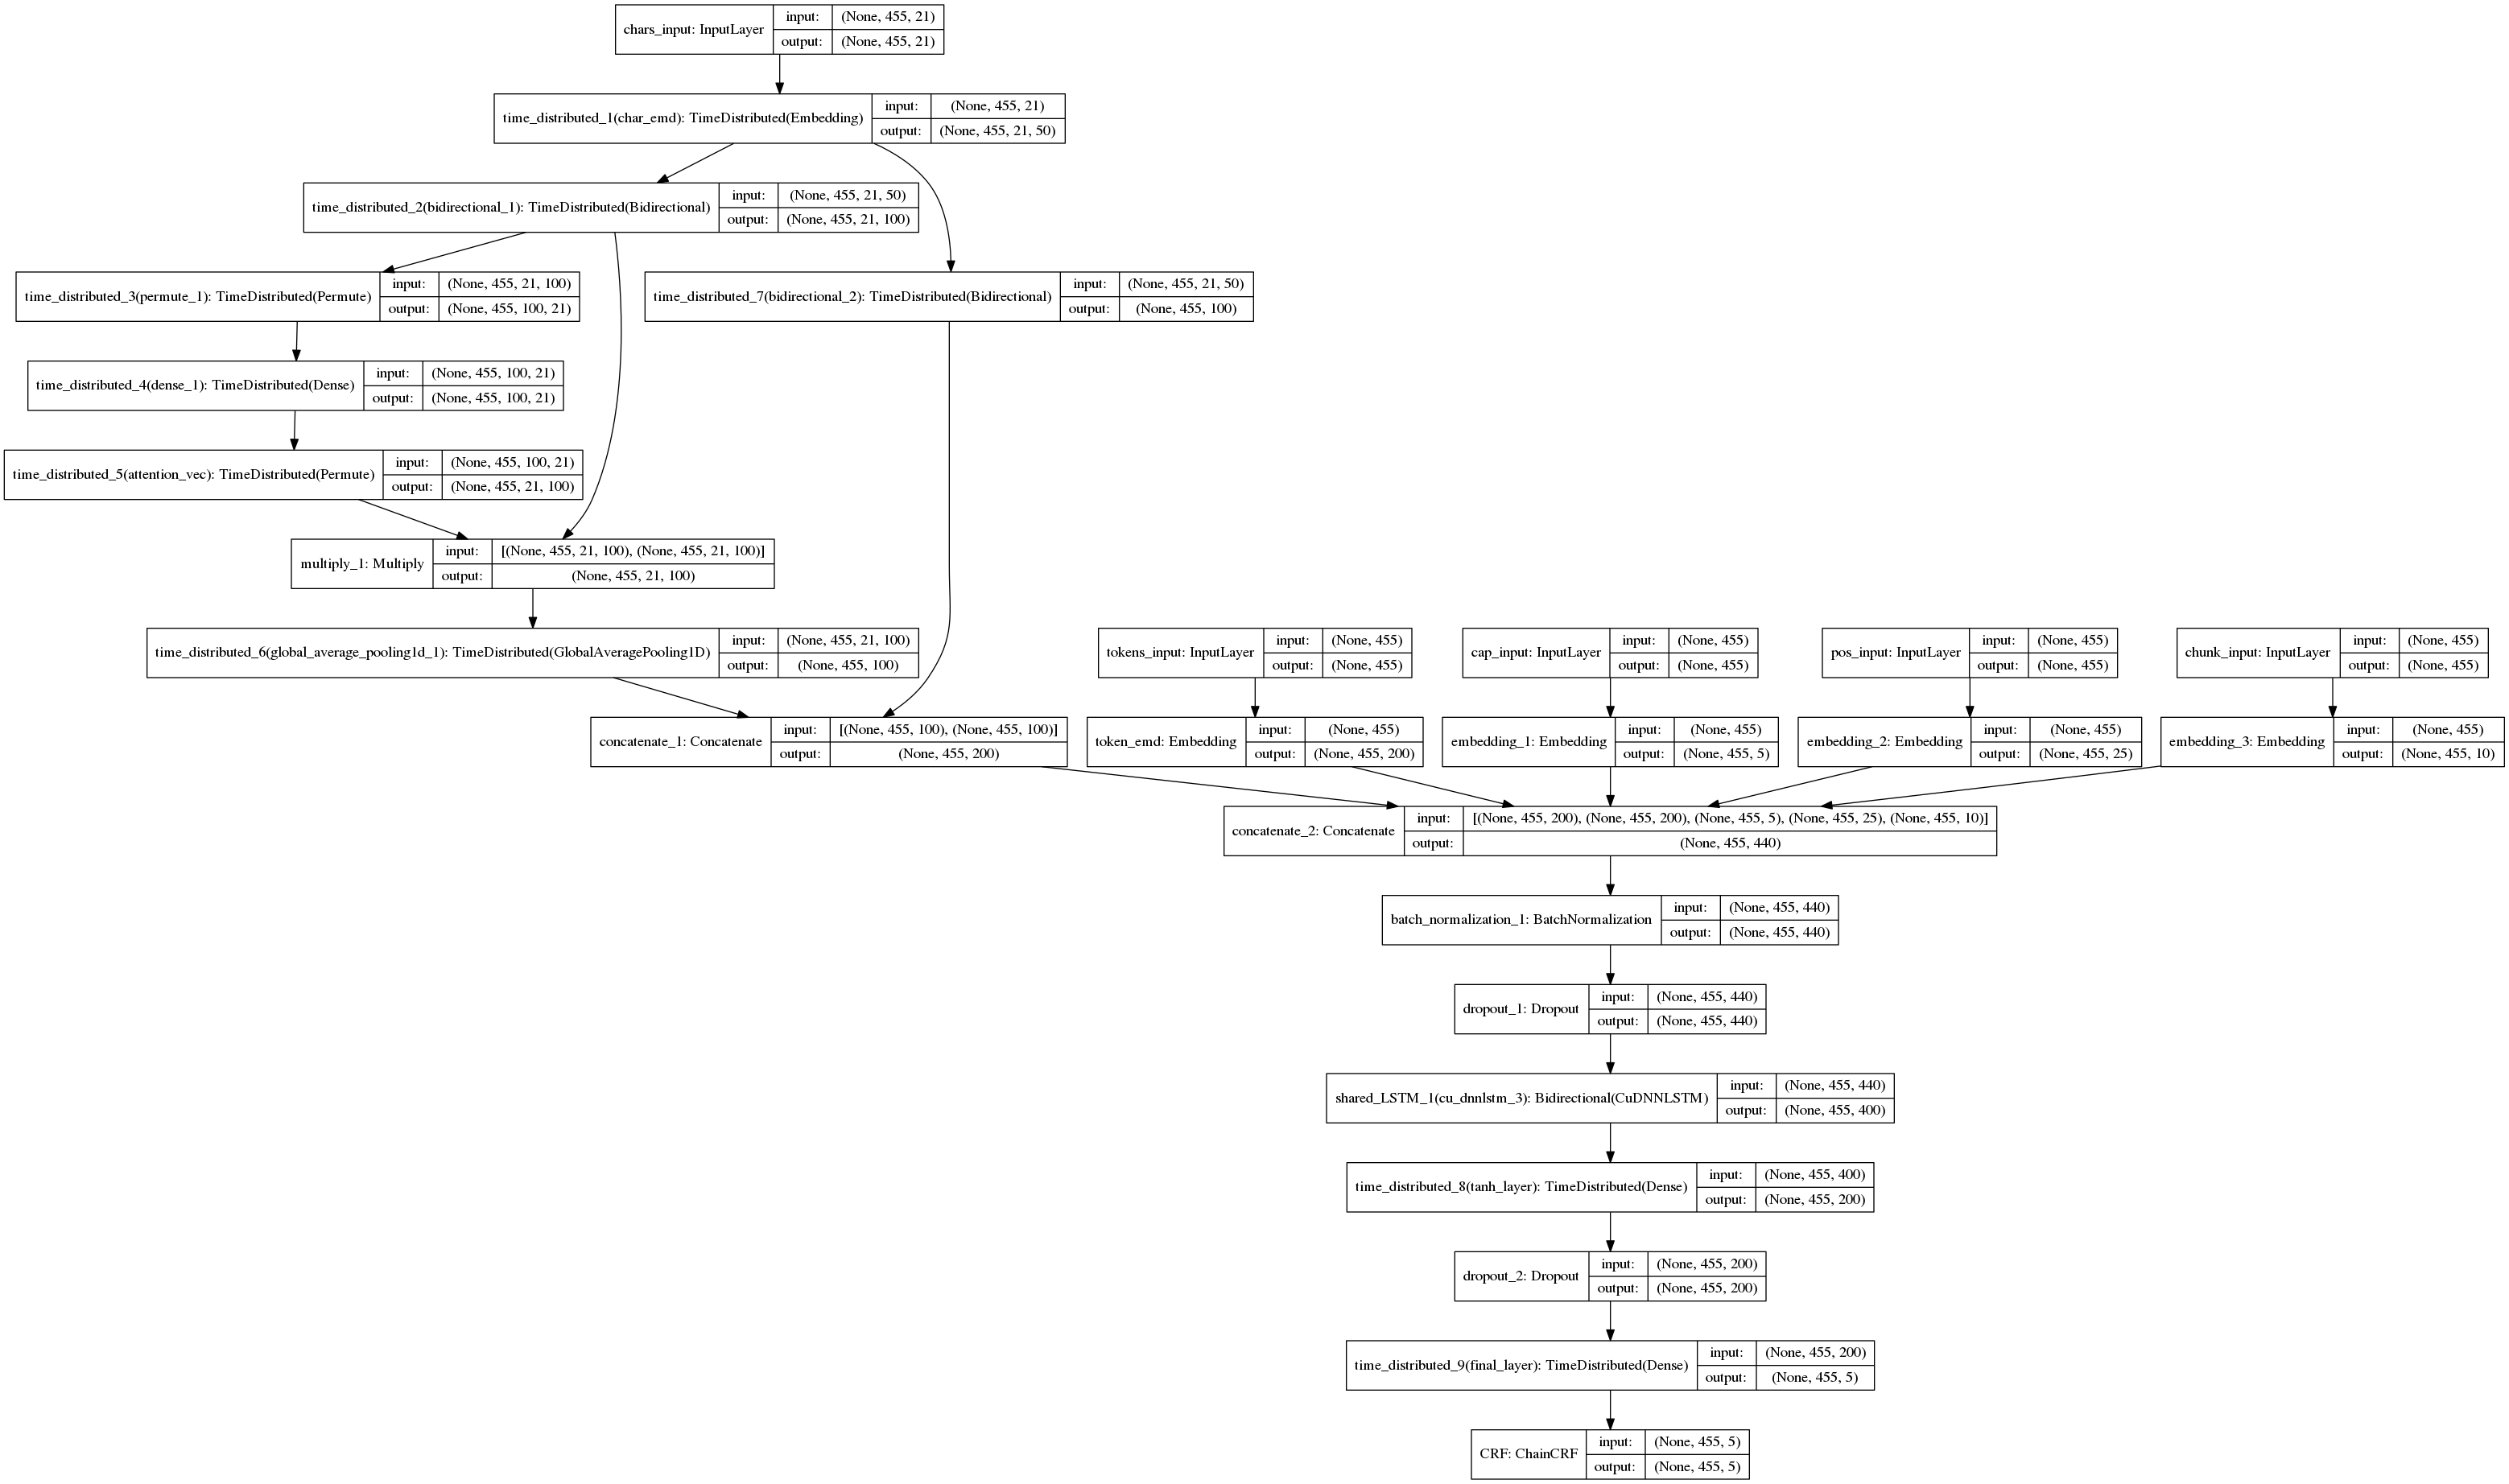 chars_input: InputLayer
input: (None, 455, 21)
output: (None, 455, 21)
time_distributed_1(char_emd): TimeDistributed(Embedding)
input: (None, 455, 21)
output: (None, 455, 21, 50)
time_distributed_2(bidirectional_1): TimeDistributed(Bidirectional)
input: (None, 455, 21, 50)
output: (None, 455, 21, 100)
time_distributed_3(permute_1): TimeDistributed(Permute)
input: (None, 455, 21, 100)
output: (None, 455, 100, 21)
time_distributed_7(bidirectional_2): TimeDistributed(Bidirectional)
input: (None, 455, 21, 50)
output: (None, 455, 100)
time_distributed_4(dense_1): TimeDistributed(Dense)
input: (None, 455, 100, 21)
output: (None, 455, 100, 21)
time_distributed_5(attention_vec): TimeDistributed(Permute)
input: (None, 455, 100, 21)
output: (None, 455, 21, 100)
multiply_1: Multiply
input: [(None, 455, 21, 100), (None, 455, 21, 100)]
output: (None, 455, 21, 100)
time_distributed_6(global_average_pooling1d_1): TimeDistributed(GlobalAveragePooling1D)
input: (None, 455, 21, 100)
output: (None, 455, 100)
tokens_input: InputLayer
input: (None, 455)
output: (None, 455)
cap_input: InputLayer
input: (None, 455)
output: (None, 455)
pos_input: InputLayer
input: (None, 455)
output: (None, 455)
chunk_input: InputLayer
input: (None, 455)
output: (None, 455)
concatenate_1: Concatenate
input: [(None, 455, 100), (None, 455, 100)]
output: (None, 455, 200)
token_emd: Embedding
input: (None, 455)
output: (None, 455, 200)
embedding_1: Embedding
input: (None, 455)
output: (None, 455, 5)
embedding_2: Embedding
input: (None, 455)
output: (None, 455, 25)
embedding_3: Embedding
input: (None, 455)
output: (None, 455, 10)
concatenate_2: Concatenate
input: [(None, 455, 200), (None, 455, 200), (None, 455, 5), (None, 455, 25), (None, 455, 10)]
output: (None, 455, 440)
batch_normalization_1: BatchNormalization
input: (None, 455, 440)
output: (None, 455, 440)
dropout_1: Dropout
input: (None, 455, 440)
output: (None, 455, 440)
shared_LSTM_1(cu_dnnlstm_3): Bidirectional(CuDNNLSTM)
input: (None, 455, 440)
output: (None, 455, 400)
time_distributed_8(tanh_layer): TimeDistributed(Dense)
input: (None, 455, 400)
output: (None, 455, 200)
dropout_2: Dropout
input: (None, 455, 200)
output: (None, 455, 200)
time_distributed_9(final_layer): TimeDistributed(Dense)
input: (None, 455, 200)
output: (None, 455, 5)
CRF: ChainCRF
input: (None, 455, 5)
output: (None, 455, 5)